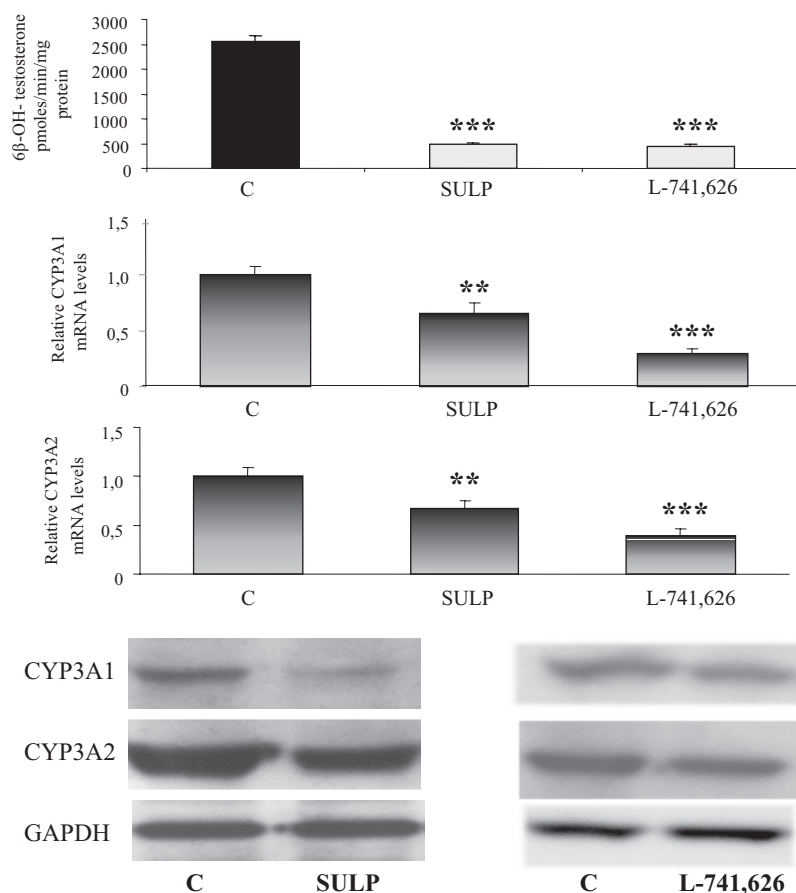 6β-OH- testosterone
pmoles/min/mg
protein
3000
2500
2000
1500
1000
500
0
***
***
C
SULP
L-741,626
Relative CYP3A1
mRNA levels
1,5
1,0
0,5
0
**
***
C
SULP
L-741,626
Relative CYP3A2
mRNA levels
1,5
1,0
0,5
0
**
***
C
SULP
L-741,626
CYP3A1
CYP3A2
GAPDH
C
SULP
C
L-741,626